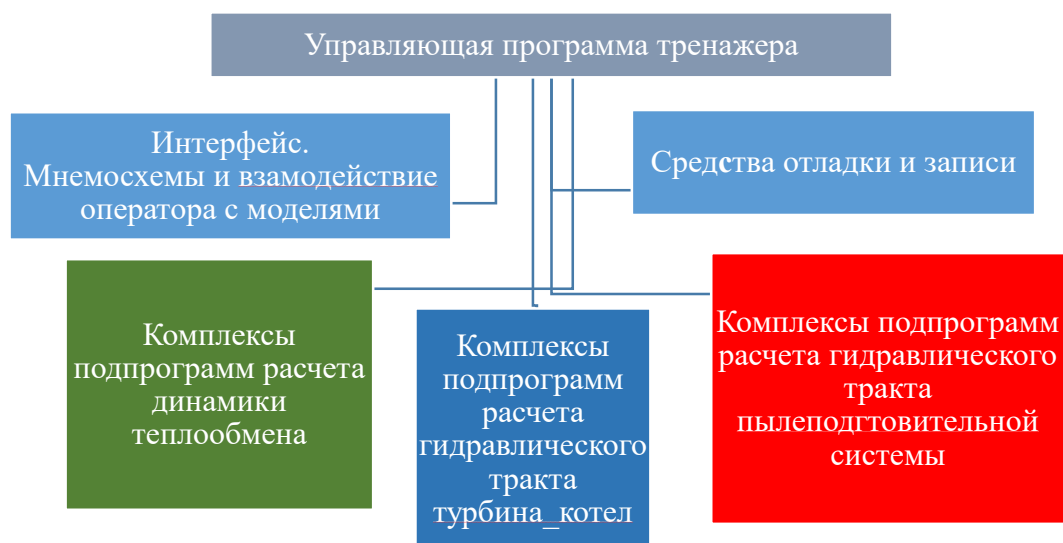 Управляющая программа тренажера
Интерфейс.
Мнемосхемы и взамодействие
оператора с моделями
Средства отладки и записи
Комплексы
подпрограмм расчета
динамики
теплообмена
Комплексы
подпрограмм
расчета
гидравлического
тракта
турбина_котел
Комплексы подпрограмм
расчета гидравлического
тракта
пылеподгтовительной
системы